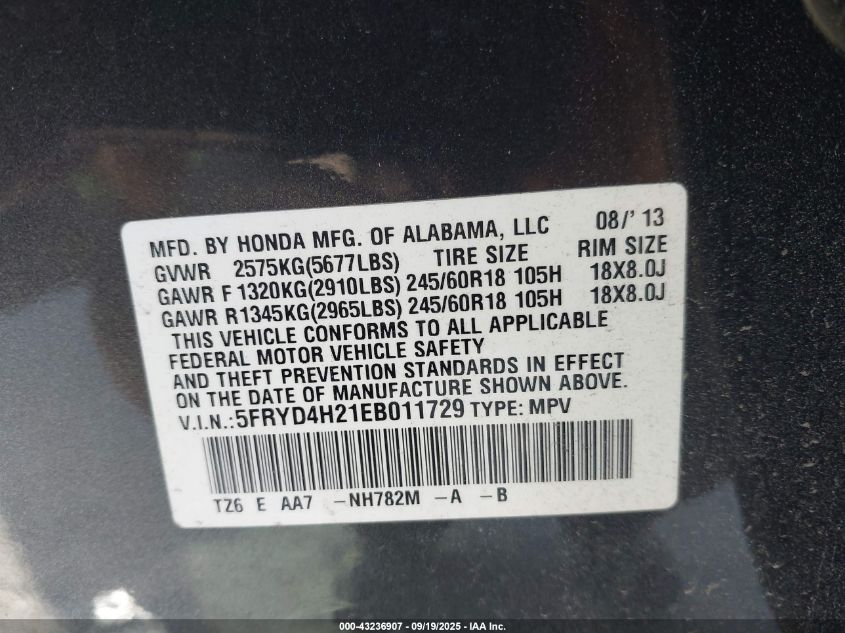 MFD. BY HONDA MFG. OF ALABAMA, LLC 08/' 13
GVWR 2575KG(5677LBS) TIRE SIZE RIM SIZE
GAWR F 1320KG(2910LBS) 245/60R18 105H 18X8.0J
GAWR R1345KG(2965LBS) 245/60R18 105H 18X8.0J
THIS VEHICLE CONFORMS TO ALL APPLICABLE
FEDERAL MOTOR VEHICLE SAFETY
AND THEFT PREVENTION STANDARDS IN EFFECT
ON THE DATE OF MANUFACTURE SHOWN ABOVE.
V.I.N.:5FRYD4H21EB011729 TYPE: MPV
TZ6 E AA7 -NH782M -A -B
000-43236907 - 09/19/2025 - IAA Inc.